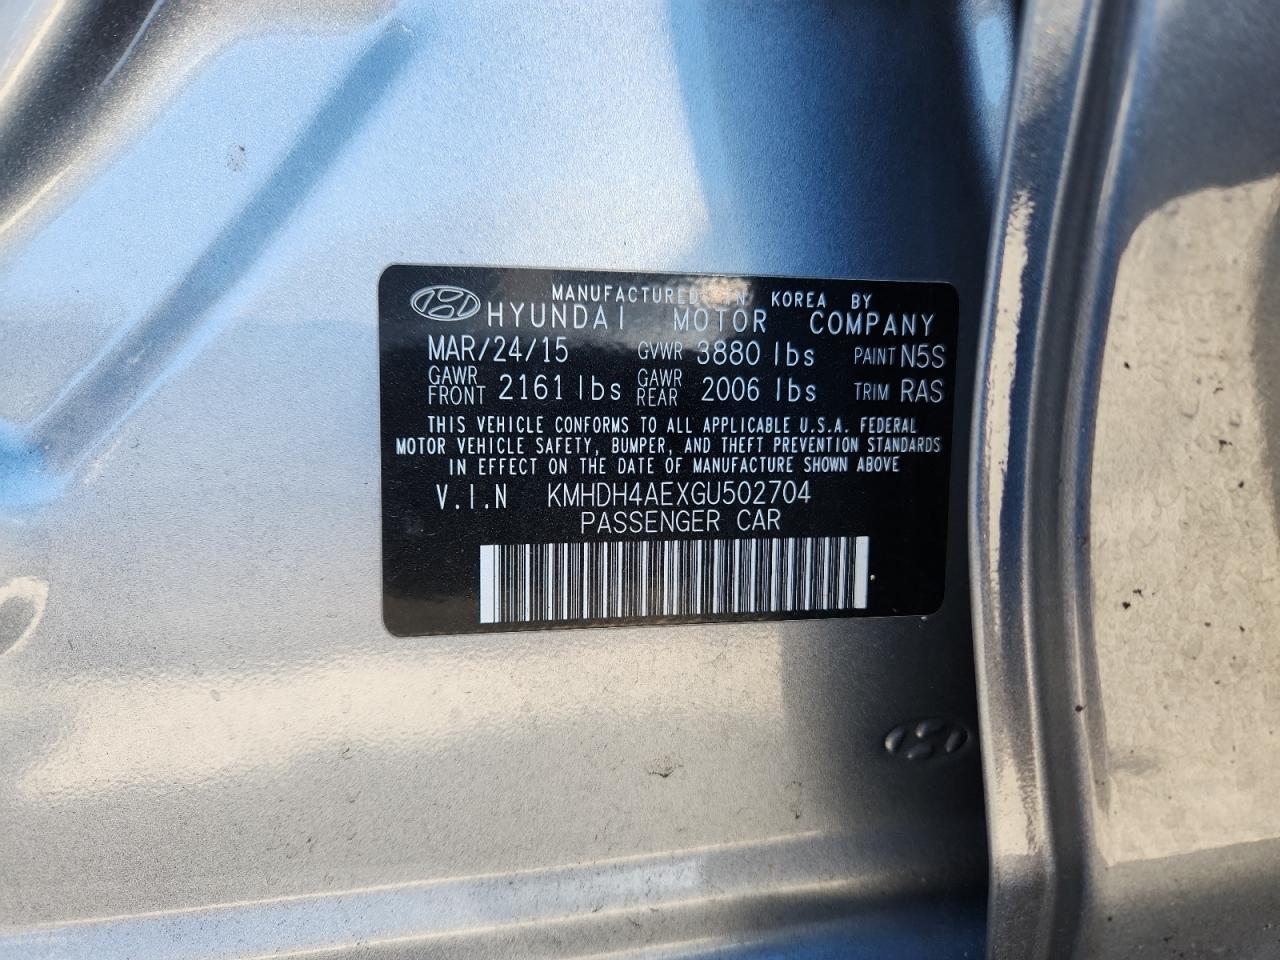 MANUFACTURED IN KOREA BY
HYUNDAI MOTOR COMPANY
MAR/24/15 GVWR 3880 lbs PAINT N5S
GAWR FRONT 2161 lbs GAWR REAR 2006 lbs TRIM RAS
THIS VEHICLE CONFORMS TO ALL APPLICABLE U.S.A. FEDERAL
MOTOR VEHICLE SAFETY, BUMPER, AND THEFT PREVENTION STANDARDS
IN EFFECT ON THE DATE OF MANUFACTURE SHOWN ABOVE
V.I.N KMHDH4AEXGU502704
PASSENGER CAR